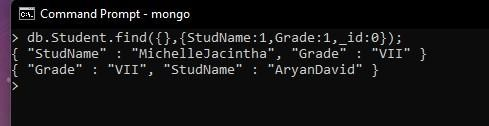 Command Prompt - mongo
> db.Student.find({},{StudName:1,Grade:1,_id:0});
{ "StudName" : "MichelleJacintha", "Grade" : "VII" }
{ "Grade" : "VII", "StudName" : "AryanDavid" }
>